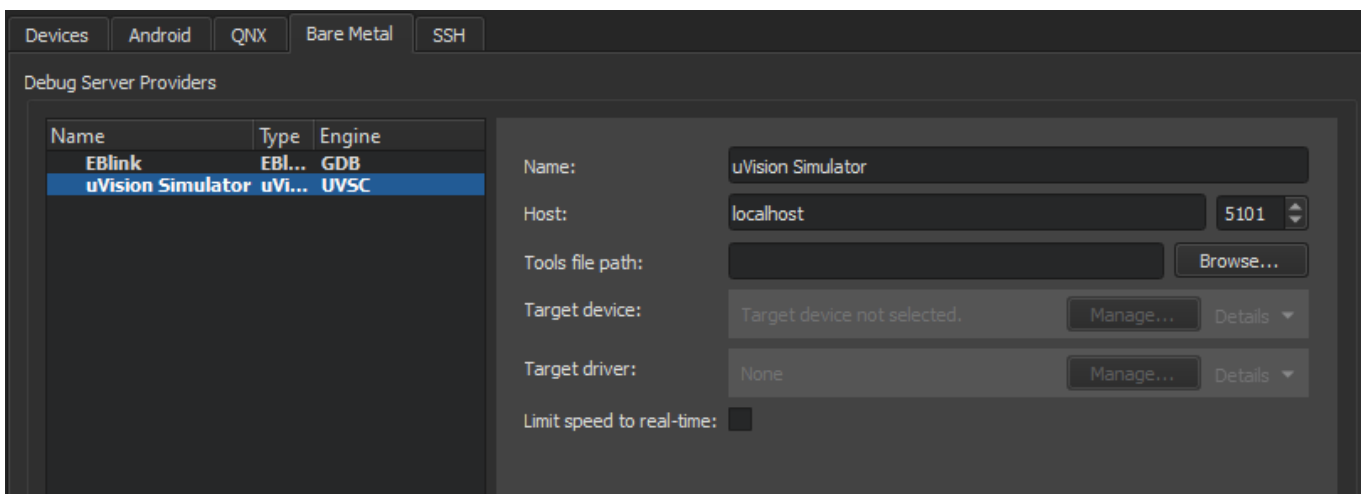 Devices Android QNX Bare Metal SSH
Debug Server Providers
Name Type Engine
EBlink EBl... GDB
uVision Simulator uVi... UVSC
Name: uVision Simulator
Host: localhost 5101
Tools file path: Browse...
Target device: Target device not selected. Manage... Details
Target driver: None Manage... Details
Limit speed to real-time: